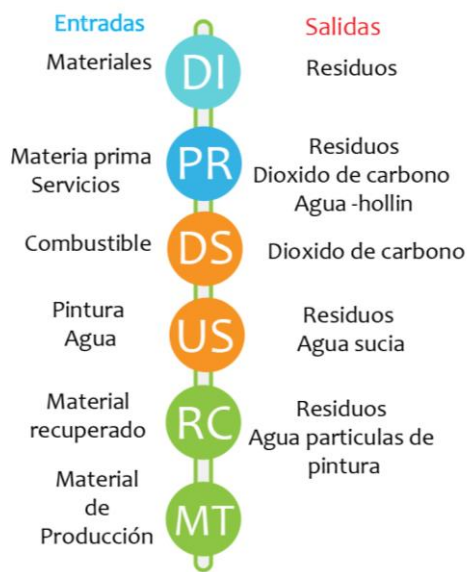 Entradas
Salidas
Materiales
DI
Residuos
Materia prima
Servicios
PR
Residuos
Dioxido de carbono
Agua -hollin
Combustible
DS
Dioxido de carbono
Pintura
Agua
US
Residuos
Agua sucia
Material
recuperado
RC
Residuos
Agua particulas de
pintura
Material
de
Producción
MT